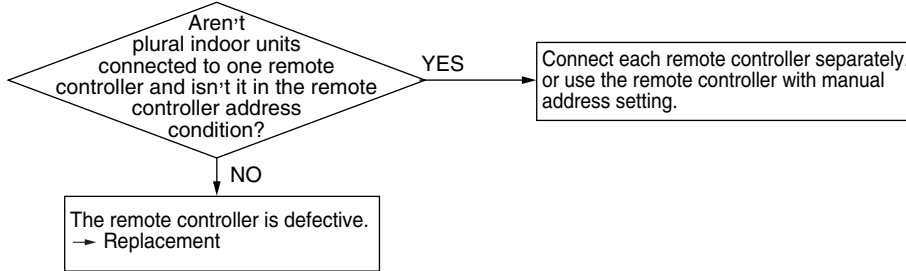 Aren't
plural indoor units
connected to one remote
controller and isn't it in the remote
controller address
condition?
YES
Connect each remote controller separately,
or use the remote controller with manual
address setting.
NO
The remote controller is defective.
→ Replacement